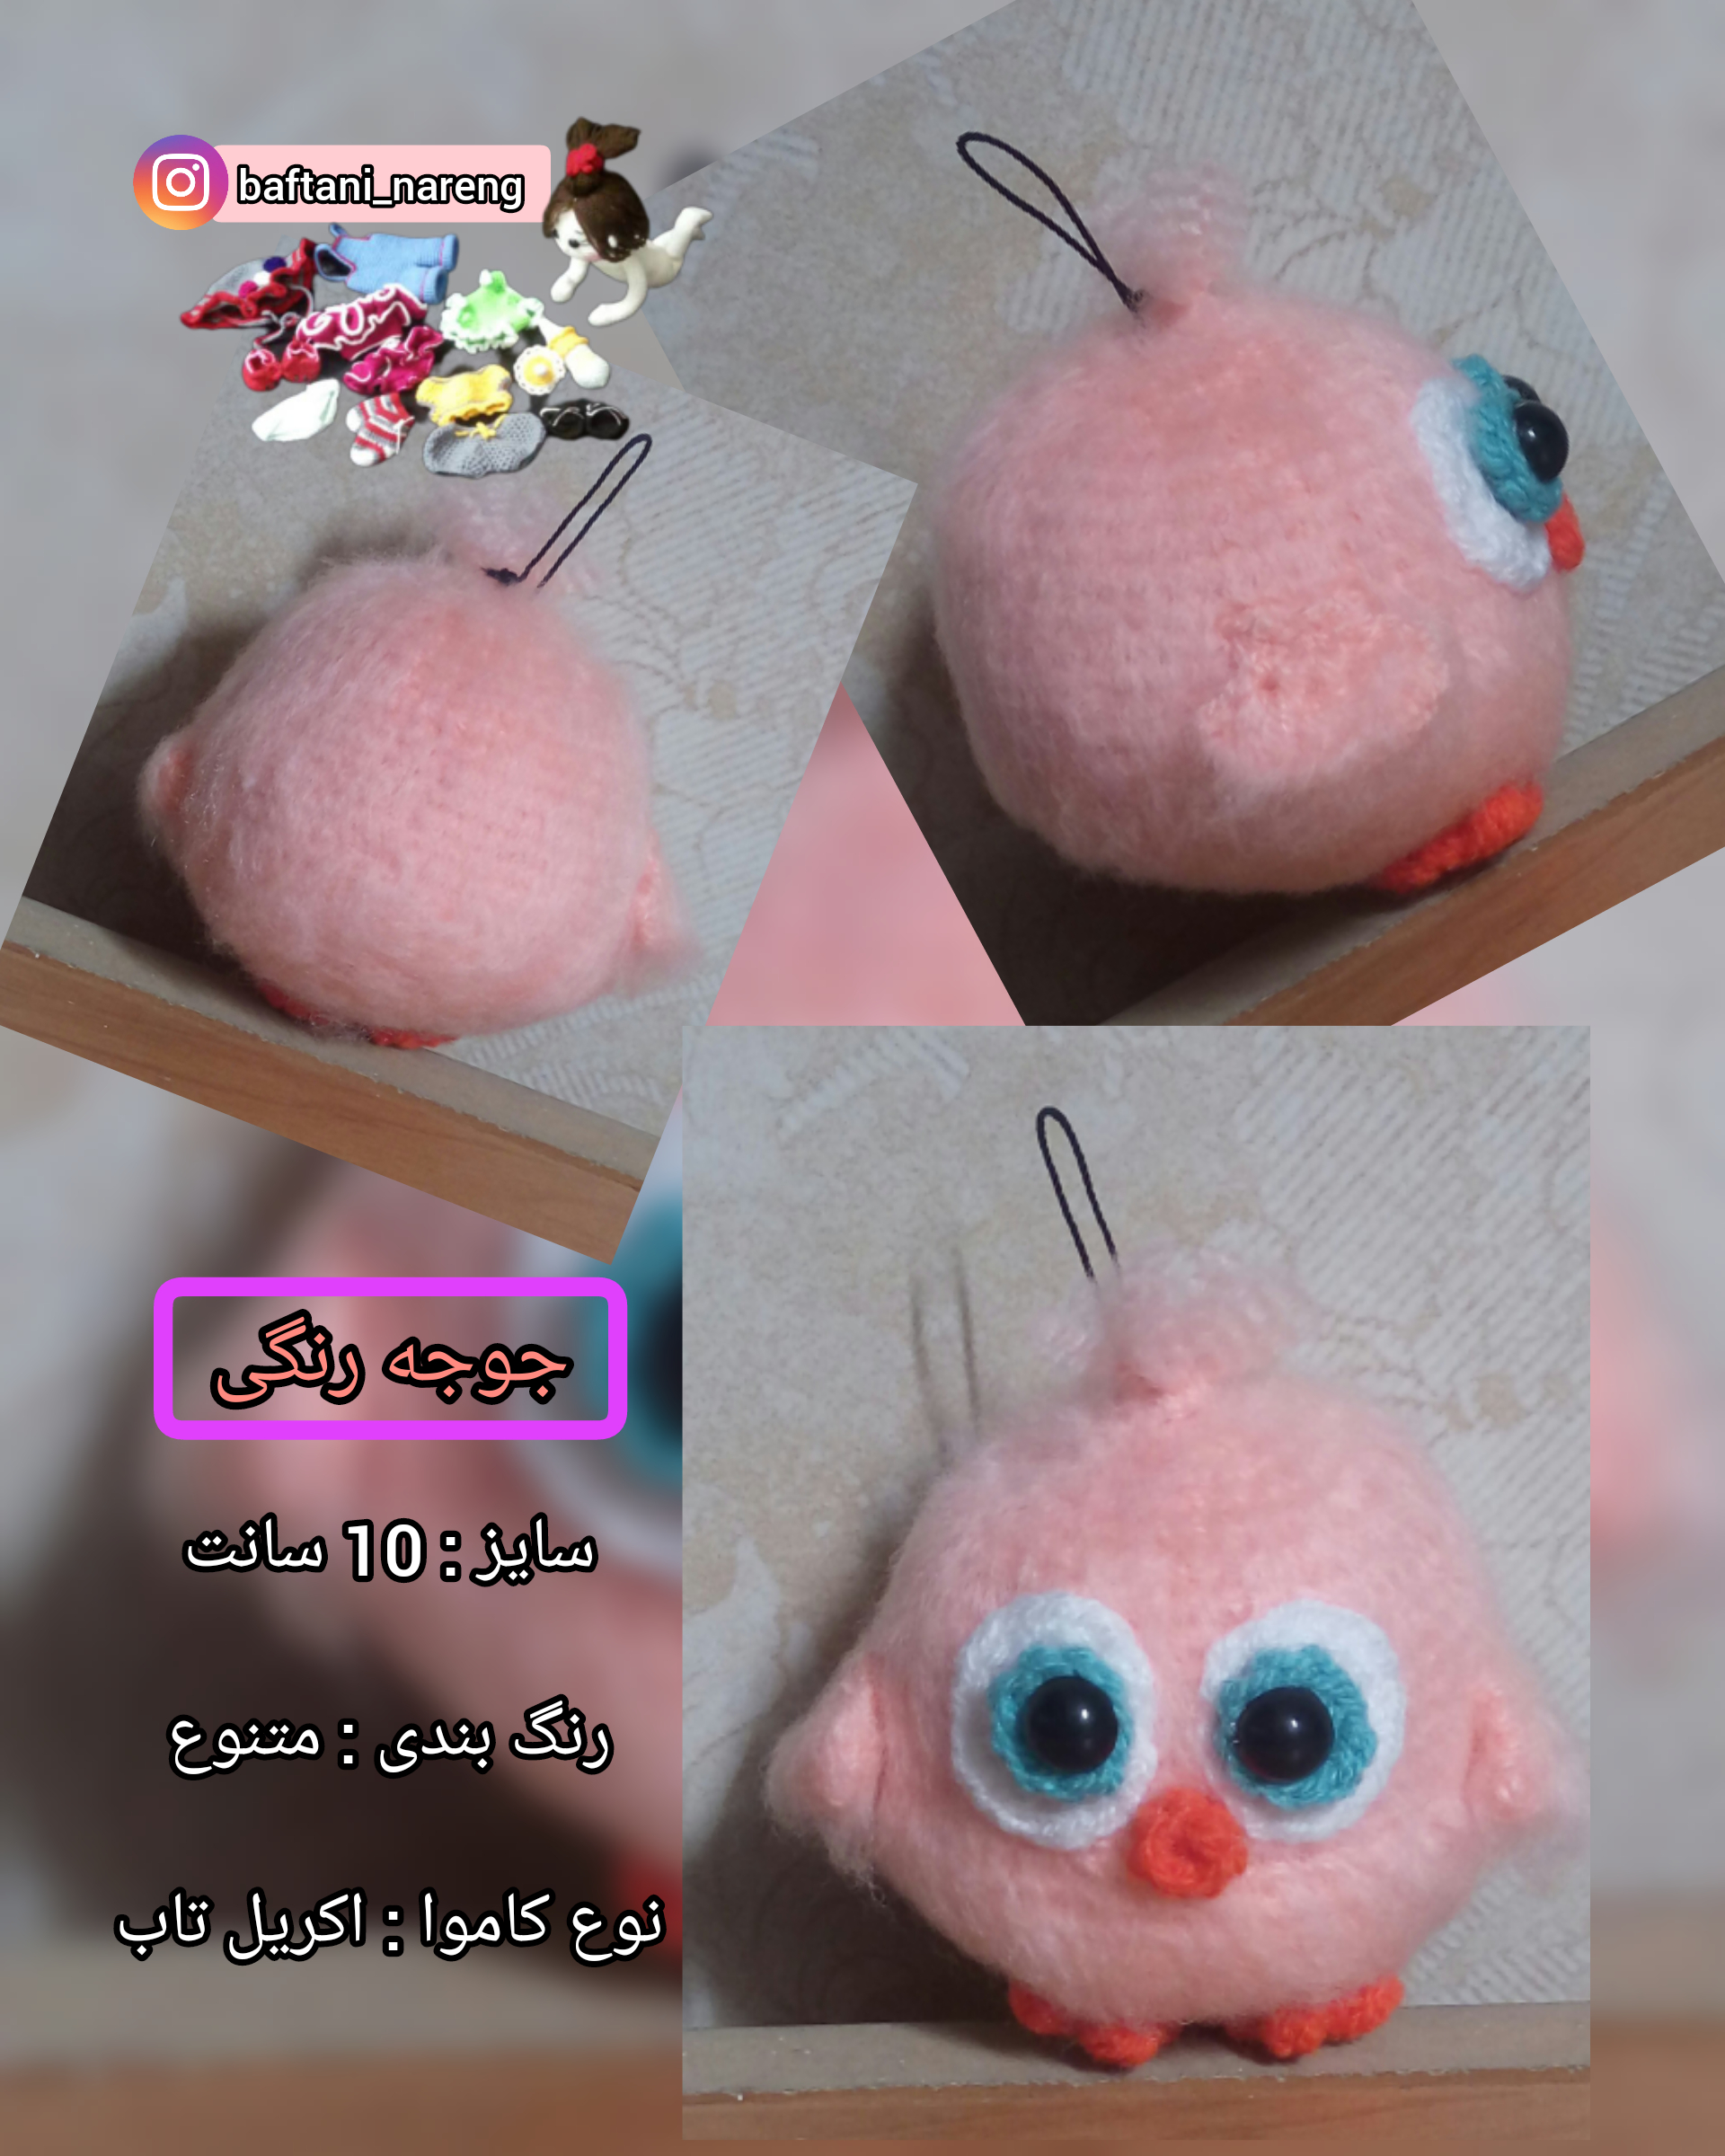 baftani_nareng
جوجه رنگی
سایز : 10 سانت
رنگ بندی : متنوع
نوع کاموا : اکریل تاب